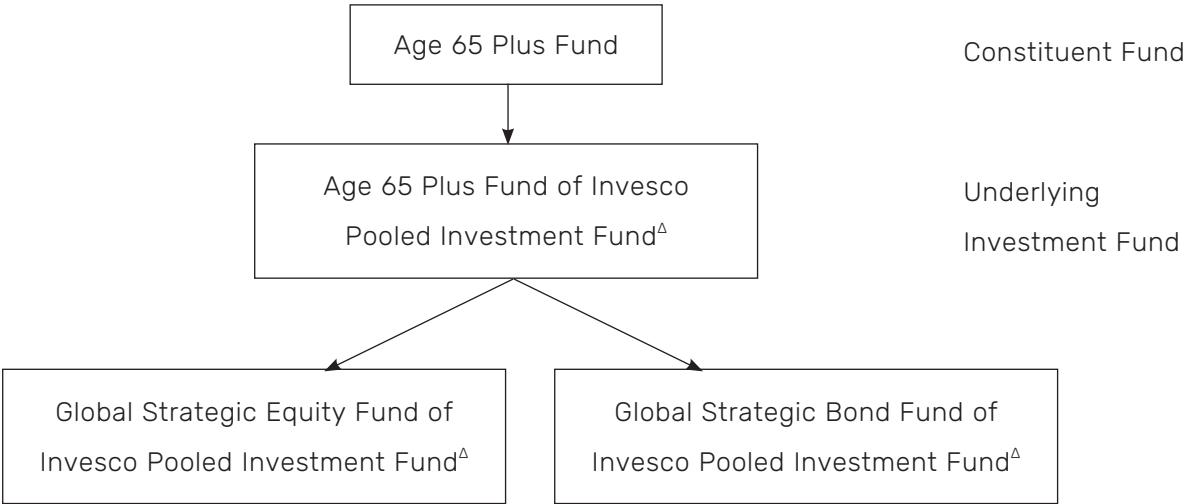 Age 65 Plus Fund
Constituent Fund
Age 65 Plus Fund of Invesco
Pooled Investment Fund^Δ
Underlying
Investment Fund
Global Strategic Equity Fund of
Invesco Pooled Investment Fund^Δ
Global Strategic Bond Fund of
Invesco Pooled Investment Fund^Δ